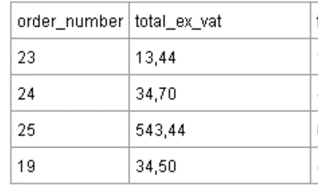 order_number total_ex_vat
23 13,44
24 34,70
25 543,44
19 34,50